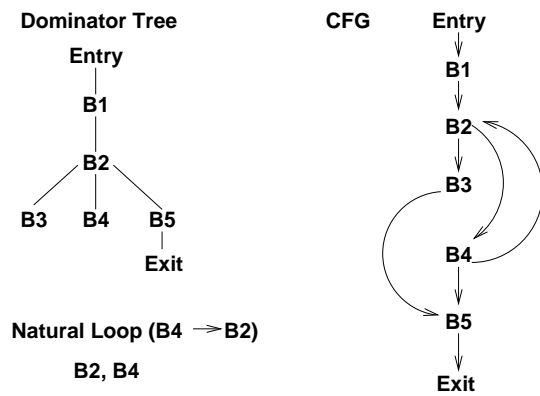 Dominator Tree
Entry
B1
B2
B3 B4 B5
Exit
Natural Loop (B4 → B2)
B2, B4
CFG
Entry
B1
B2
B3
B4
B5
Exit